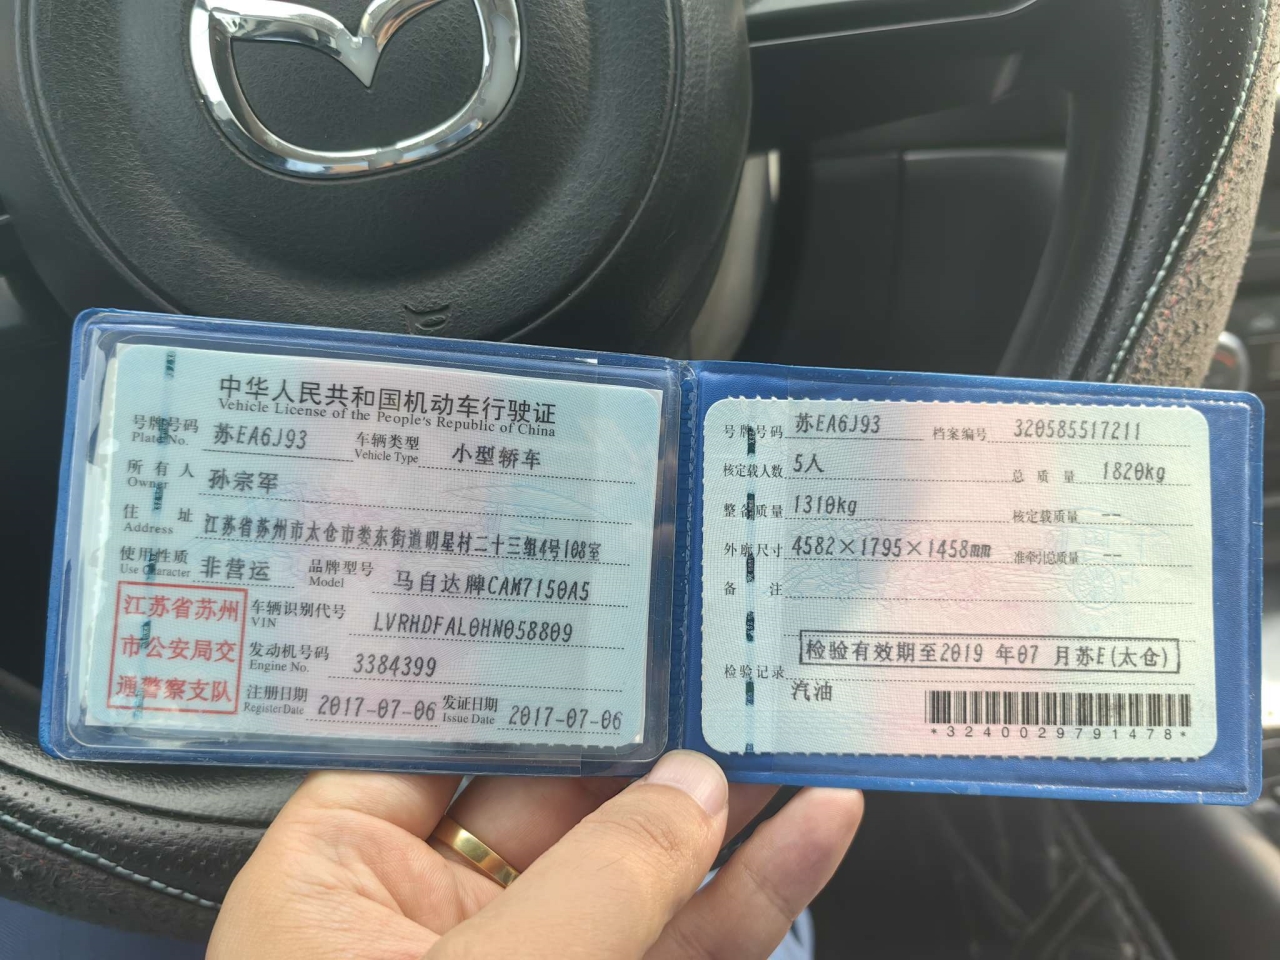 中华人民共和国机动车行驶证
Vehicle License of the People's Republic of China
号牌号码 苏EA6J93 车辆类型 小型轿车
Plate No. Vehicle Type
所有人 孙宗军
Owner
住址 江苏省苏州市太仓市娄东街道明星村二十三组4号108室
Address
使用性质 非营运 品牌型号 马自达牌CAM7150A5
Use Character Model
江苏省苏州
市公安局交
通警察支队
车辆识别代号 LVRHDFAL0HN058809
VIN
发动机号码 3384399
Engine No.
注册日期 2017-07-06 发证日期 2017-07-06
Register Date Issue Date
号牌号码 苏EA6J93 档案编号 320585517211
核定载人数 5人 总质量 1820kg
整备质量 1310kg 核定载质量 --
外廓尺寸 4582×1795×1458mm 准牵引总质量 --
备注
检验有效期至2019 年07 月苏E(太仓)
检验记录
汽油
*3240029791478*